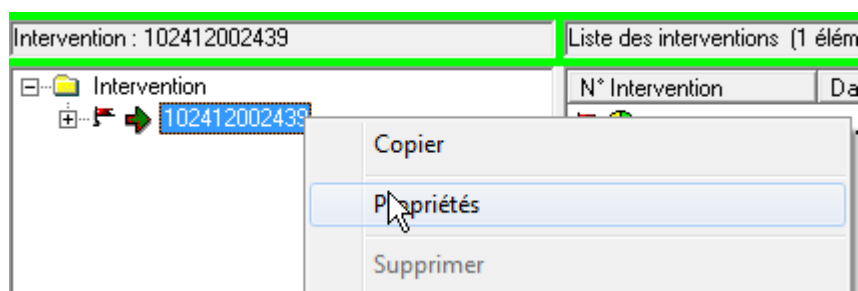 Intervention : 102412002439
Liste des interventions (1 élém
Intervention
N° Intervention
Da
102412002439
Copier
Propriétés
Supprimer